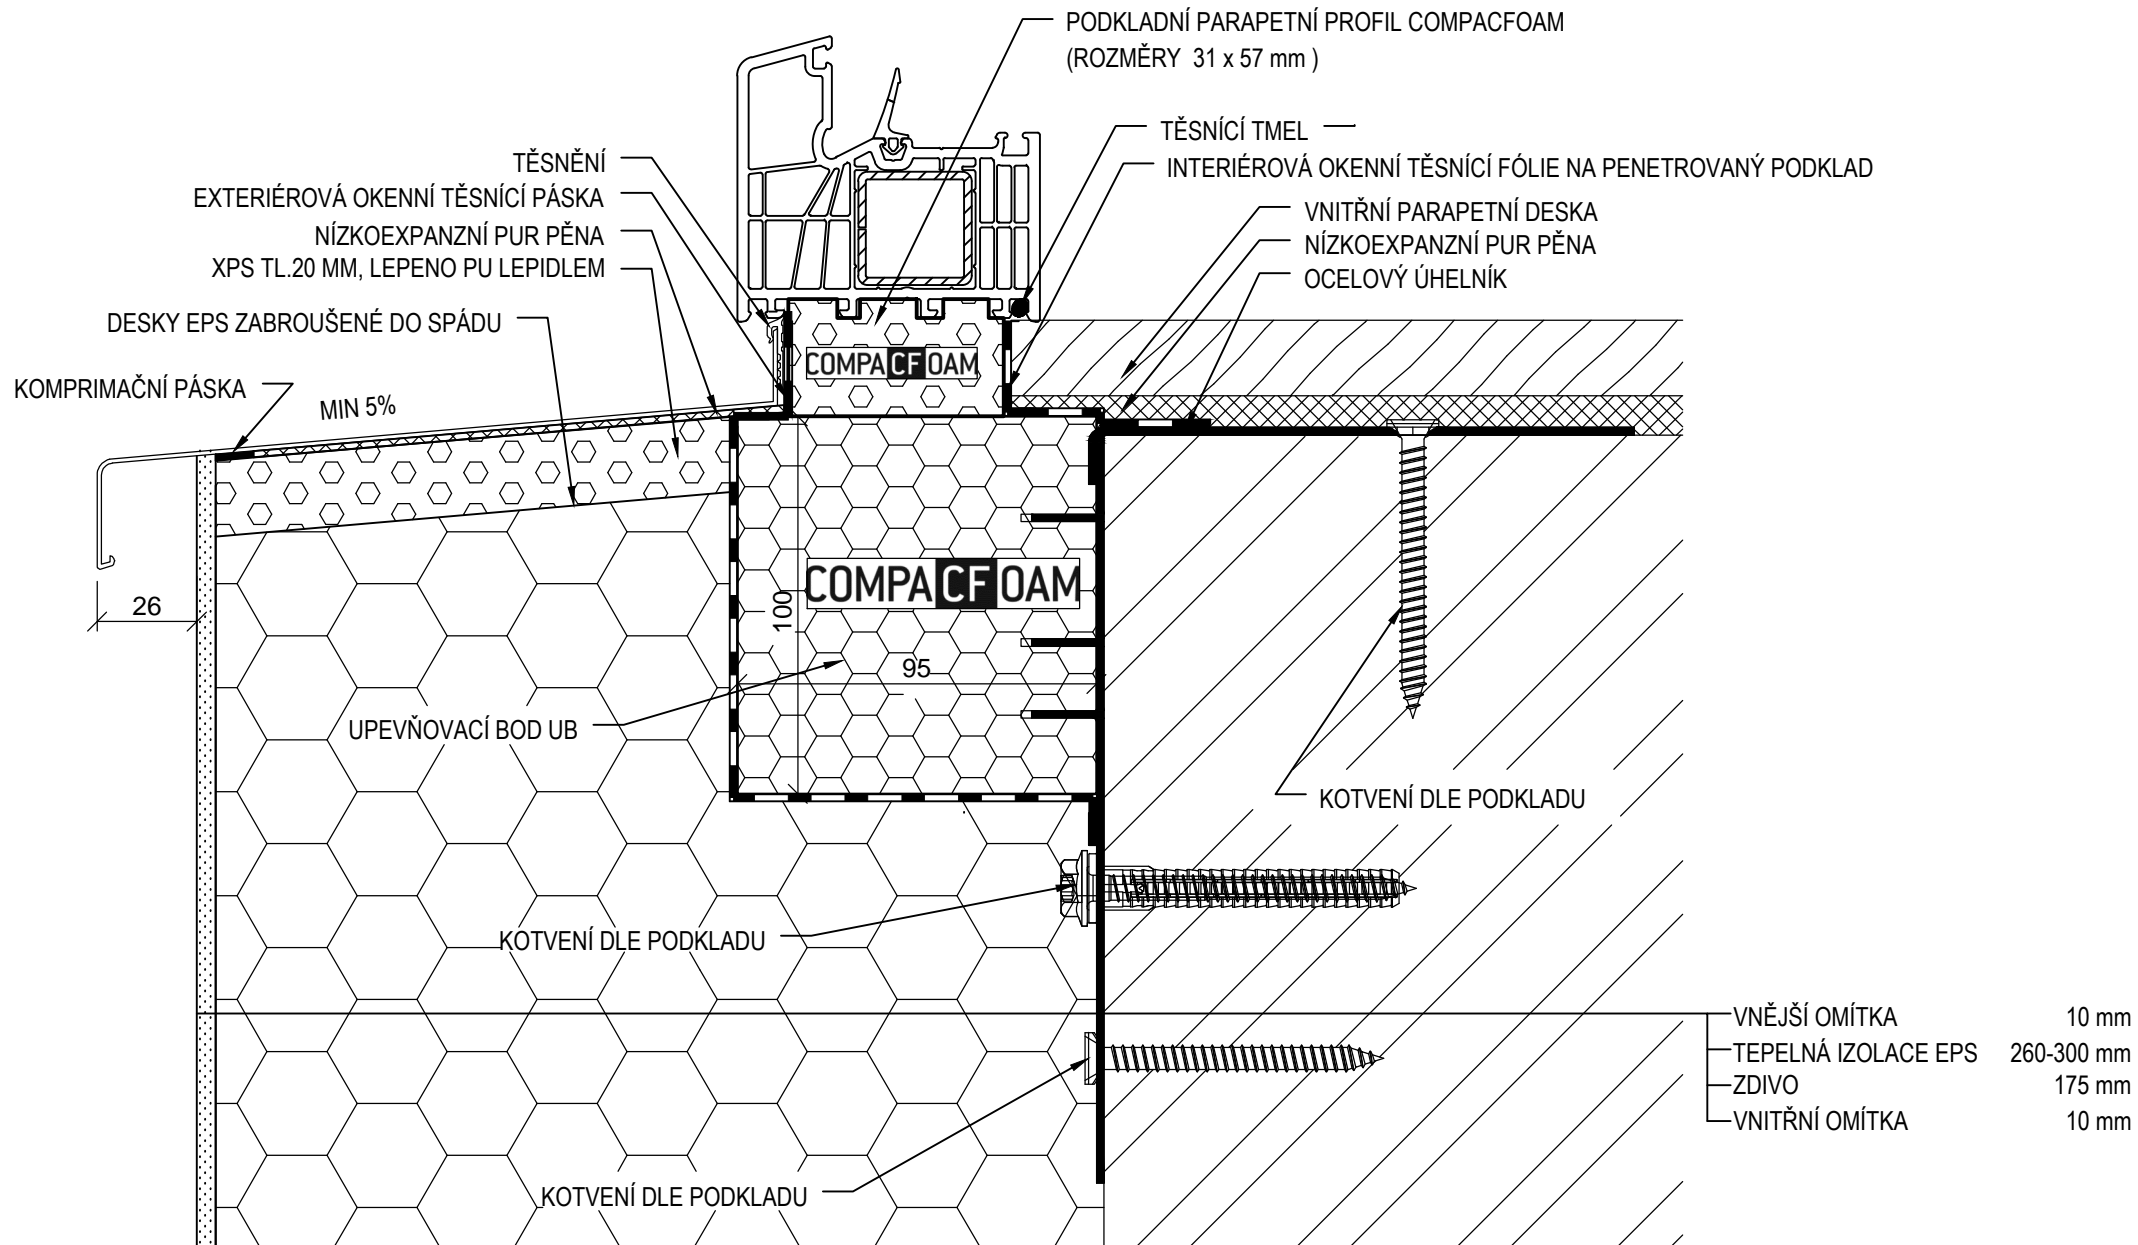 PODKLADNÍ PARAPETNÍ PROFIL COMPACFOAM
(ROZMĚRY 31 x 57 mm )
TĚSNÍCÍ TMEL
INTERIÉROVÁ OKENNÍ TĚSNÍCÍ FÓLIE NA PENETROVANÝ PODKLAD
VNITŘNÍ PARAPETNÍ DESKA
NÍZKOEXPANZNÍ PUR PĚNA
OCELOVÝ ÚHELNÍK
TĚSNĚNÍ
EXTERIÉROVÁ OKENNÍ TĚSNÍCÍ PÁSKA
NÍZKOEXPANZNÍ PUR PĚNA
XPS TL.20 MM, LEPENO PU LEPIDLEM
DESKY EPS ZABROUŠENÉ DO SPÁDU
KOMPRIMAČNÍ PÁSKA
MIN 5%
COMPACFOAM
COMPACFOAM
26
100
95
UPEVŇOVACÍ BOD UB
KOTVENÍ DLE PODKLADU
KOTVENÍ DLE PODKLADU
KOTVENÍ DLE PODKLADU
VNĚJŠÍ OMÍTKA 10 mm
TEPELNÁ IZOLACE EPS 260-300 mm
ZDIVO 175 mm
VNITŘNÍ OMÍTKA 10 mm